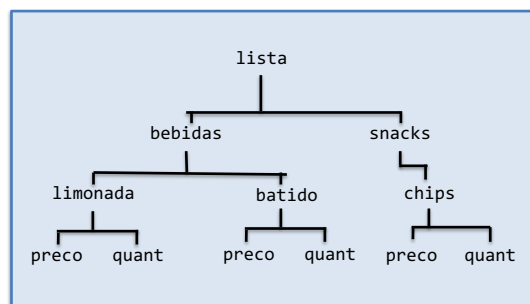 lista
bebidas snacks
limonada batido chips
preco quant preco quant preco quant